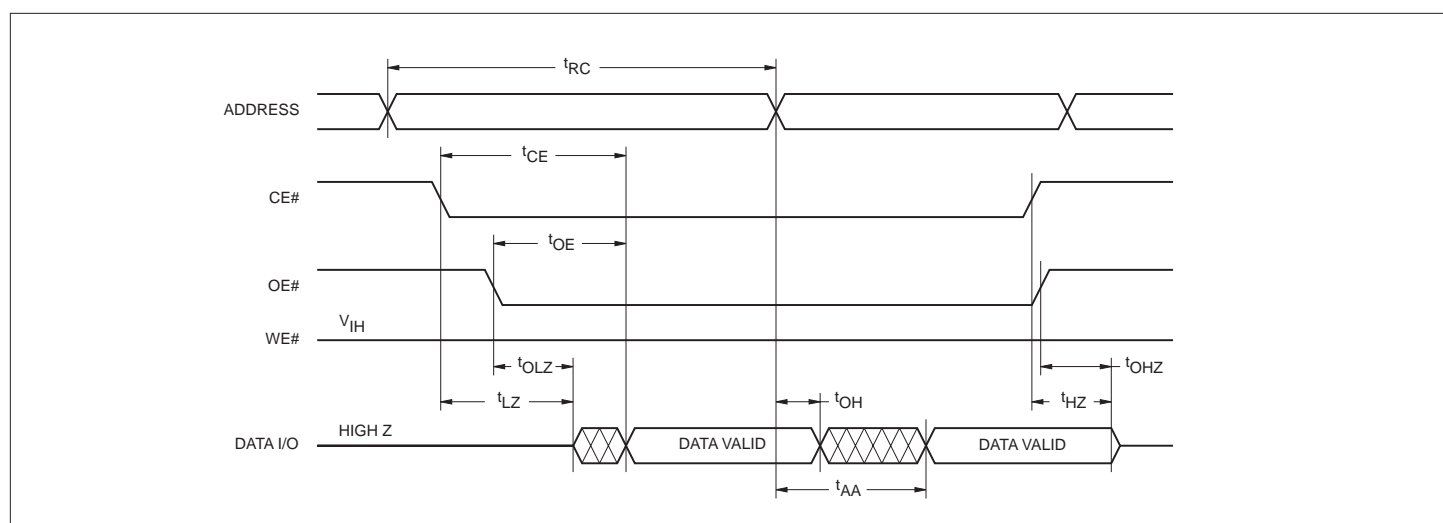 tRC
ADDRESS
tCE
CE#
tOE
OE#
VIH
WE#
tOLZ
tOHZ
tLZ
tOH
tHZ
HIGH Z
DATA I/O
DATA VALID
DATA VALID
tAA